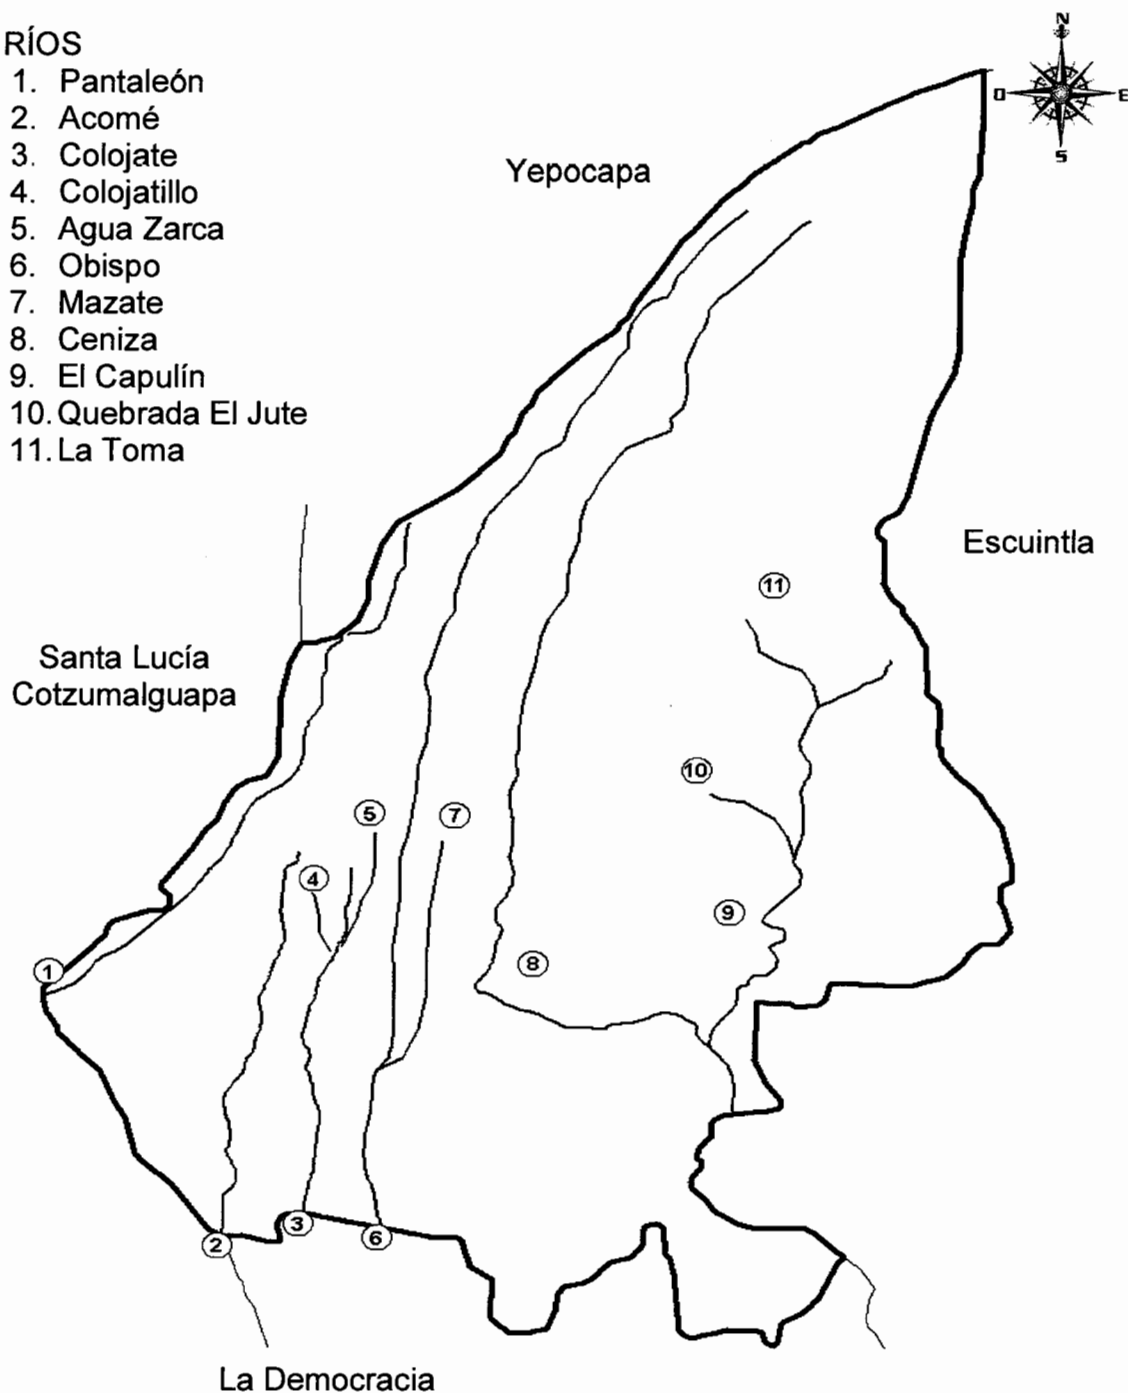 RÍOS
1. Pantaleón
2. Acomé
3. Colojate
4. Colojatillo
5. Agua Zarca
6. Obispo
7. Mazate
8. Ceniza
9. El Capulín
10. Quebrada El Jute
11. La Toma
N
O E
S
Yepocapa
Escuintla
11
Santa Lucía
Cotzumalguapa
10
5 7
4
9
8
1
3
6
2
La Democracia